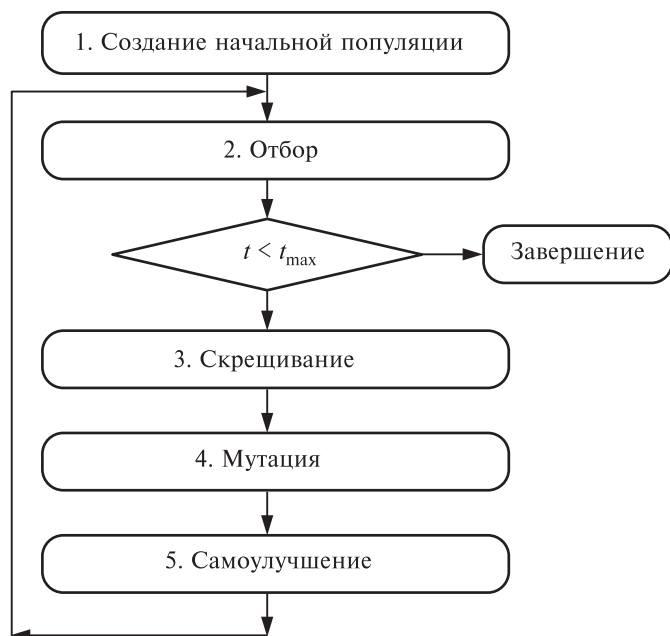 1. Создание начальной популяции
2. Отбор
t < tmax
Завершение
3. Скрещивание
4. Мутация
5. Самоулучшение